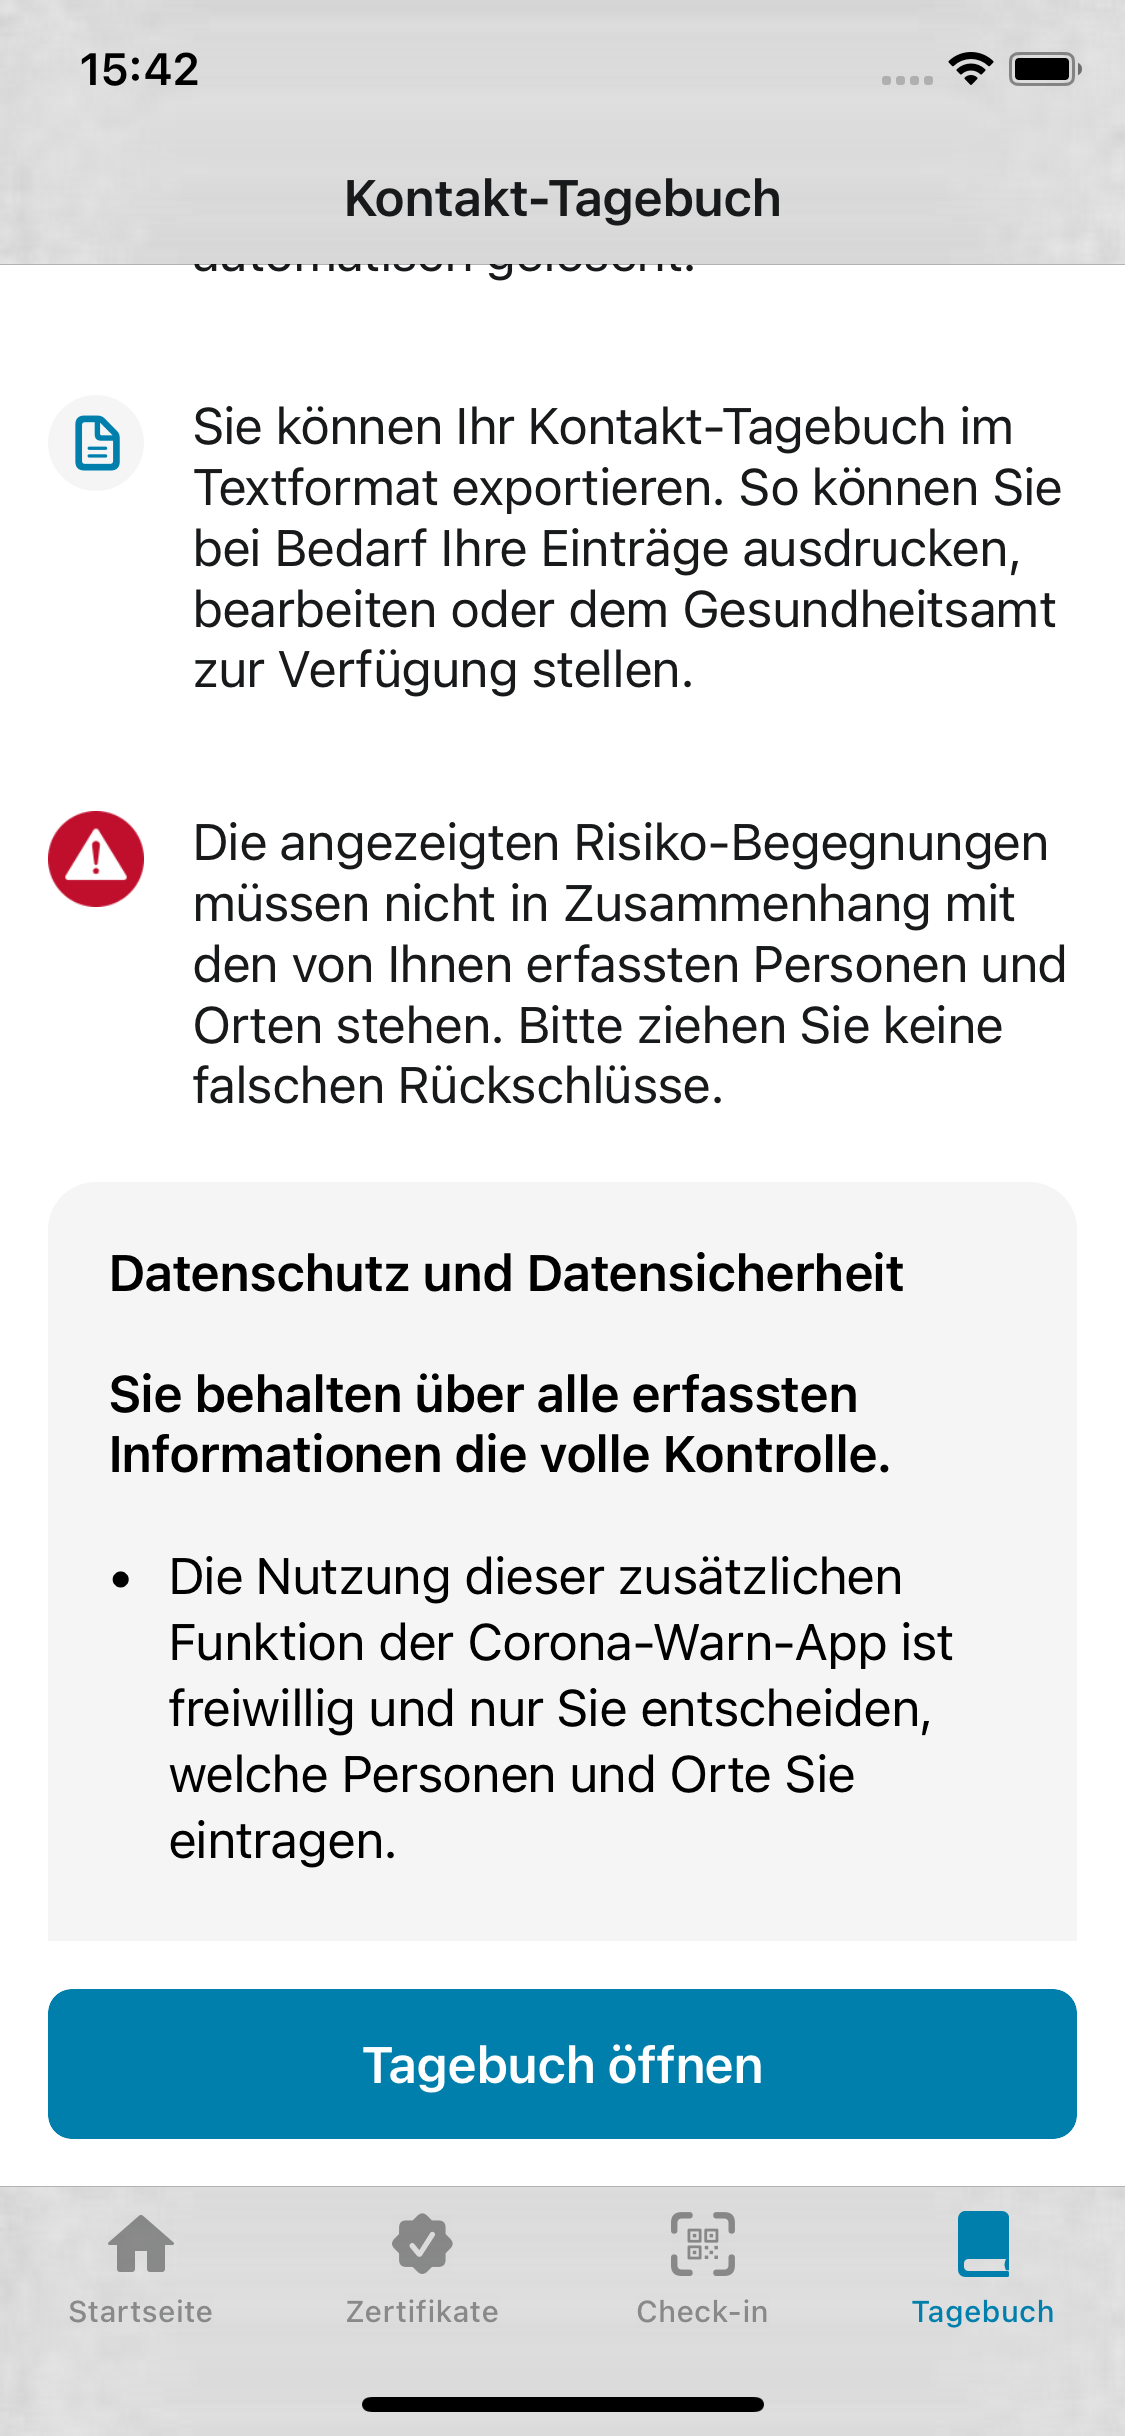 15:42
Kontakt-Tagebuch
automatisch gelöscht.
Sie können Ihr Kontakt-Tagebuch im
Textformat exportieren. So können Sie
bei Bedarf Ihre Einträge ausdrucken,
bearbeiten oder dem Gesundheitsamt
zur Verfügung stellen.
Die angezeigten Risiko-Begegnungen
müssen nicht in Zusammenhang mit
den von Ihnen erfassten Personen und
Orten stehen. Bitte ziehen Sie keine
falschen Rückschlüsse.
Datenschutz und Datensicherheit
Sie behalten über alle erfassten
Informationen die volle Kontrolle.
• Die Nutzung dieser zusätzlichen
Funktion der Corona-Warn-App ist
freiwillig und nur Sie entscheiden,
welche Personen und Orte Sie
eintragen.
Tagebuch öffnen
Startseite
Zertifikate
Check-in
Tagebuch